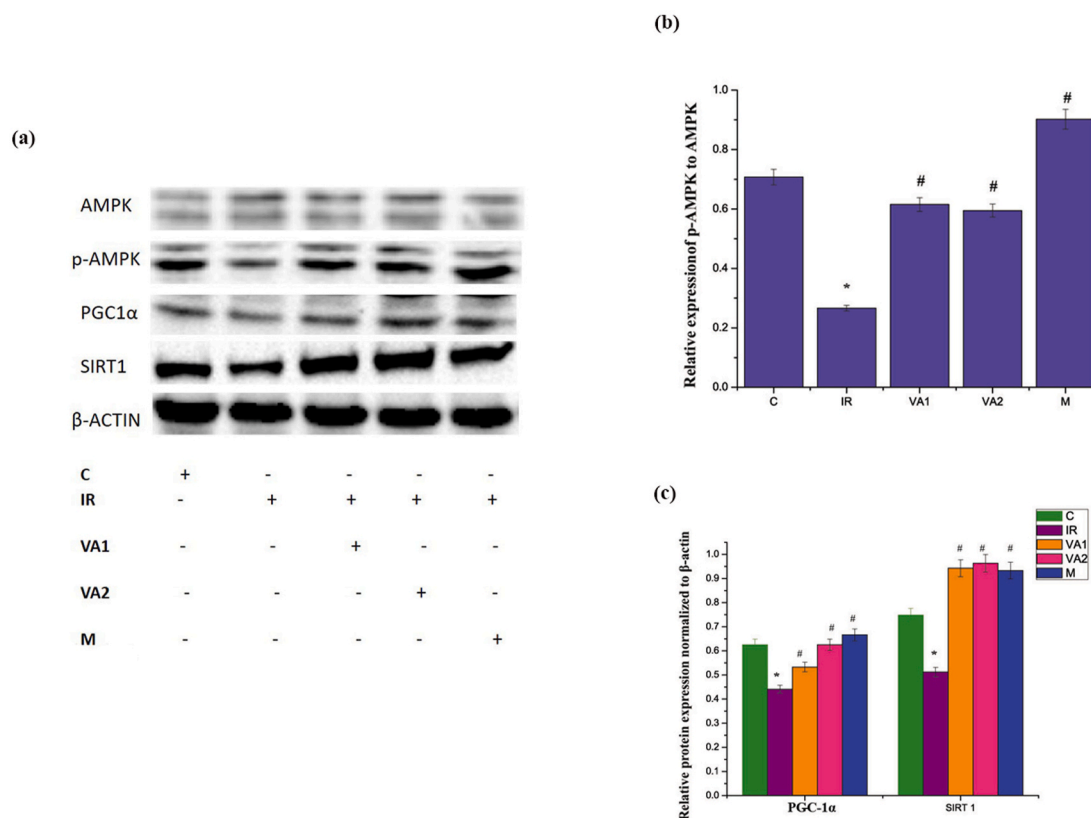 (a)
AMPK
p-AMPK
PGC1α
SIRT1
β-ACTIN
C + - - - -
IR - + + + +
VA1 - - + - -
VA2 - - - + -
M - - - - +
(b)
Relative expressionof p-AMPK to AMPK
1.0
0.8
0.6
0.4
0.2
0.0
* # # #
C IR VA1 VA2 M
(c)
C
IR
VA1
VA2
M
Relative protein expression normalized to β-actin
1.0
0.9
0.8
0.7
0.6
0.5
0.4
0.3
0.2
0.1
0.0
* # # # * # # #
PGC-1α SIRT 1